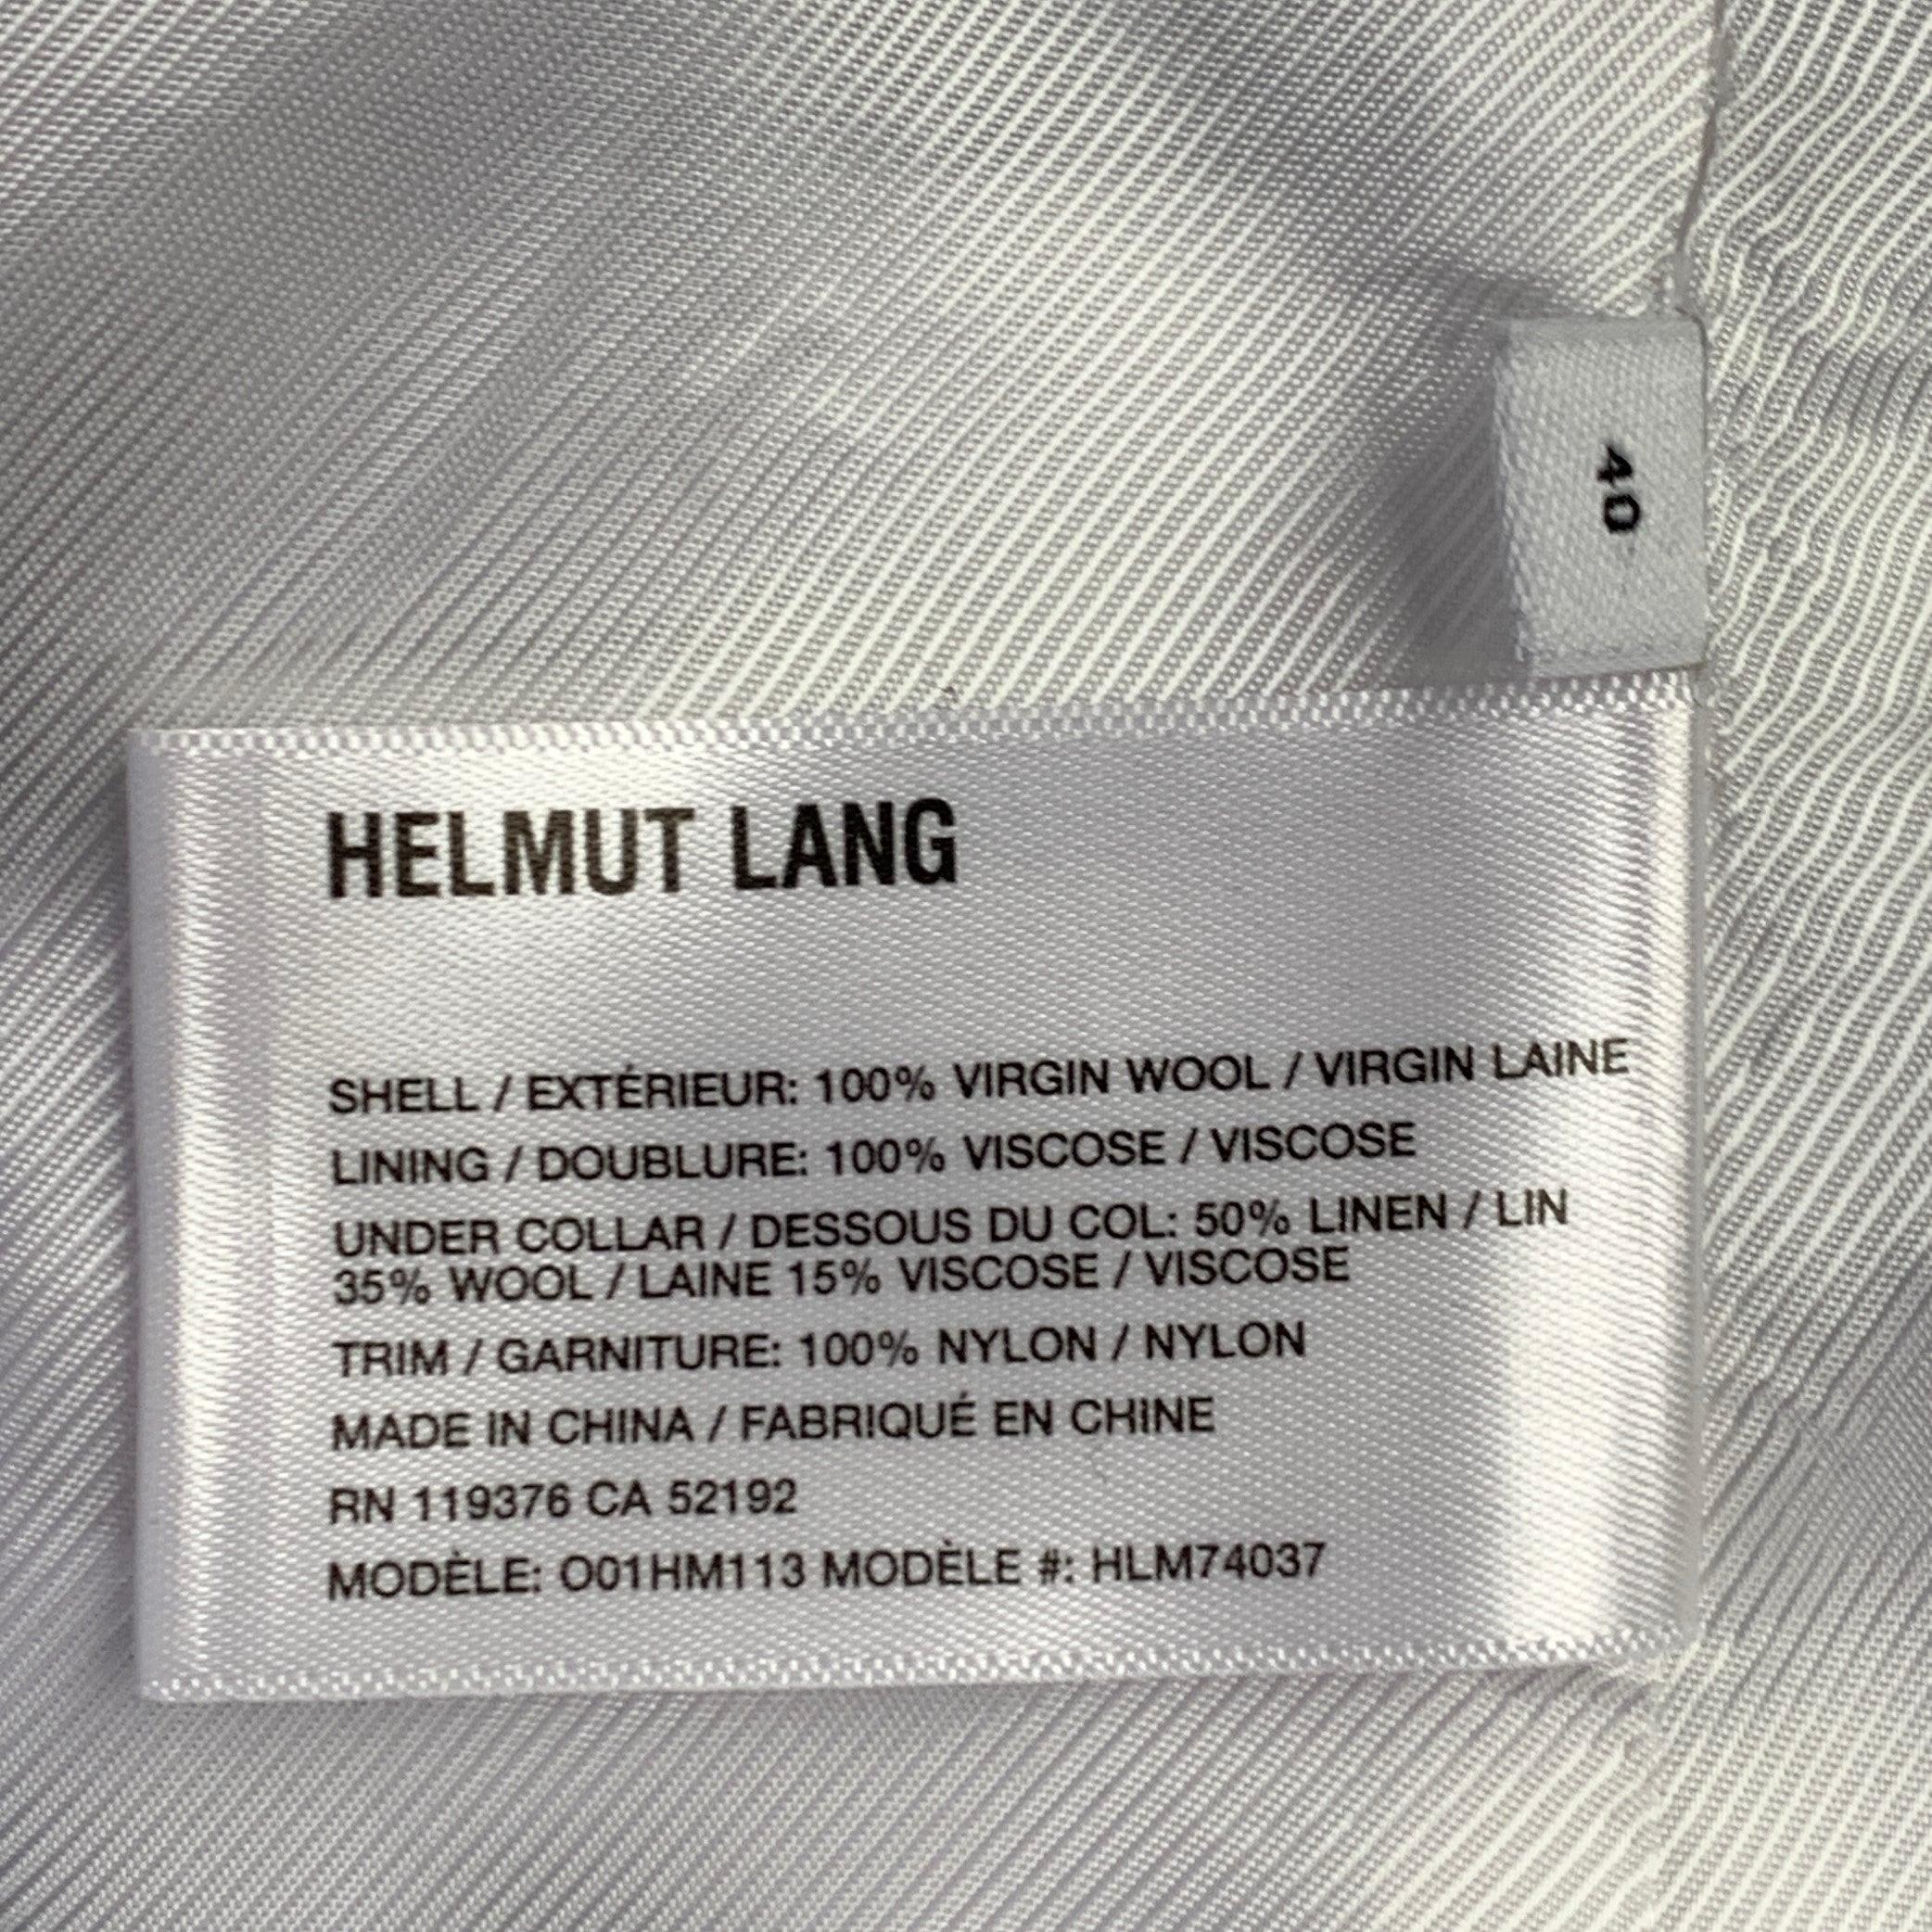 40
HELMUT LANG
SHELL / EXTÉRIEUR: 100% VIRGIN WOOL / VIRGIN LAINE
LINING / DOUBLURE: 100% VISCOSE / VISCOSE
UNDER COLLAR / DESSOUS DU COL: 50% LINEN / LIN
35% WOOL / LAINE 15% VISCOSE / VISCOSE
TRIM / GARNITURE: 100% NYLON / NYLON
MADE IN CHINA / FABRIQUÉ EN CHINE
RN 119376 CA 52192
MODÈLE: O01HM113 MODÈLE #: HLM74037